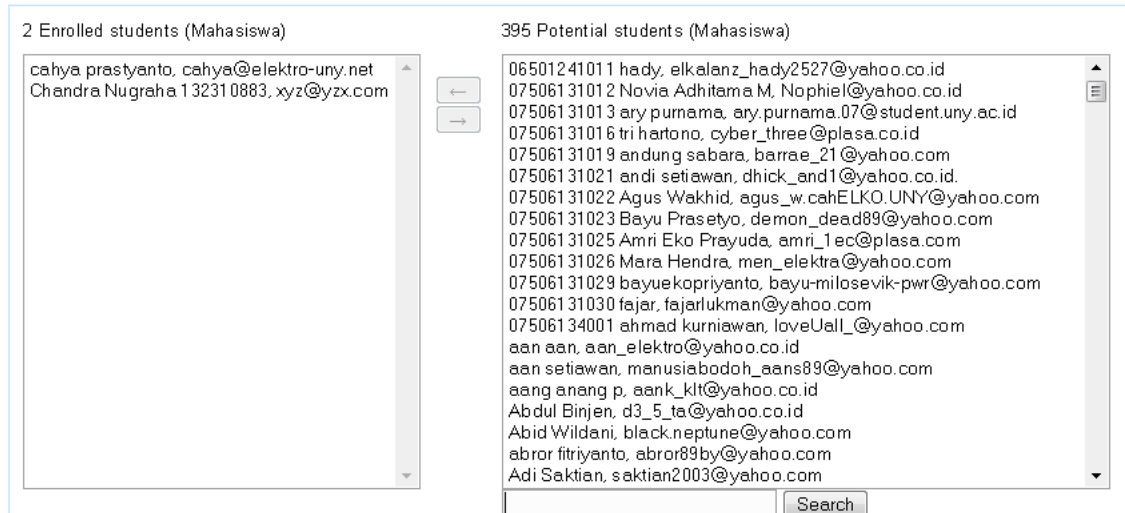 2 Enrolled students (Mahasiswa)
cahya prastyanto, cahya@elektro-uny.net
Chandra Nugraha 132310883, xyz@yzx.com
←
→
395 Potential students (Mahasiswa)
06501241011 hady, elkalanz_hady2527@yahoo.co.id
07506131012 Novia Adhitama M, Nophiel@yahoo.co.id
07506131013 ary purnama, ary.purnama.07@student.uny.ac.id
07506131016 tri hartono, cyber_three@plasa.co.id
07506131019 andung sabara, barrae_21@yahoo.com
07506131021 andi setiawan, dhick_and1@yahoo.co.id.
07506131022 Agus Wakhid, agus_w.cahELKO.UNY@yahoo.com
07506131023 Bayu Prasetyo, demon_dead89@yahoo.com
07506131025 Amri Eko Prayuda, amri_1ec@plasa.com
07506131026 Mara Hendra, men_elektra@yahoo.com
07506131029 bayuekopriyanto, bayu-milosevik-pwr@yahoo.com
07506131030 fajar, fajarlukman@yahoo.com
07506134001 ahmad kurniawan, loveUall_@yahoo.com
aan aan, aan_elektro@yahoo.co.id
aan setiawan, manusiabodoh_aans89@yahoo.com
aang anang p, aank_klt@yahoo.co.id
Abdul Binjen, d3_5_ta@yahoo.co.id
Abid Wildani, black.neptune@yahoo.com
abror fitriyanto, abror89by@yahoo.com
Adi Saktian, saktian2003@yahoo.com
Search